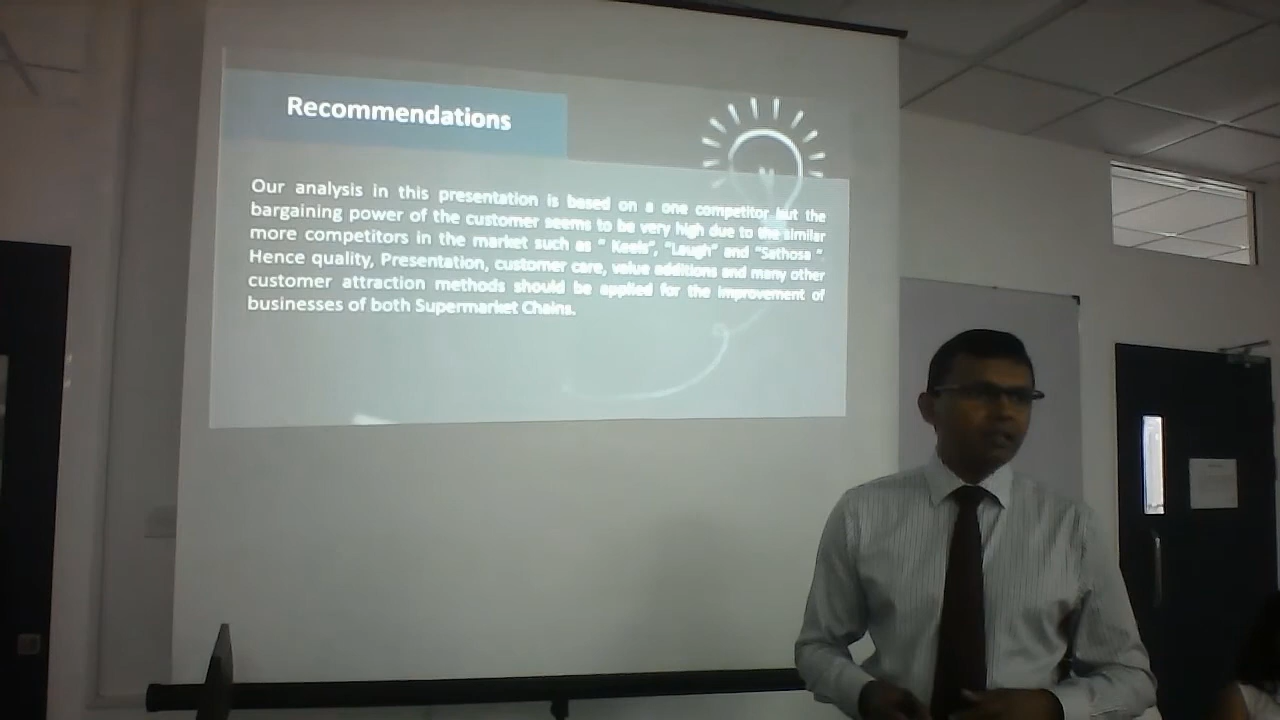 Recommendations
Our analysis in this presentation is based on a one competitor but the
bargaining power of the customer seems to be very high due to the similar
more competitors in the market such as “ Keels”, “Laugh” and “Sathosa “.
Hence quality, Presentation, customer care, value additions and many other
customer attraction methods should be applied for the improvement of
businesses of both Supermarket Chains.